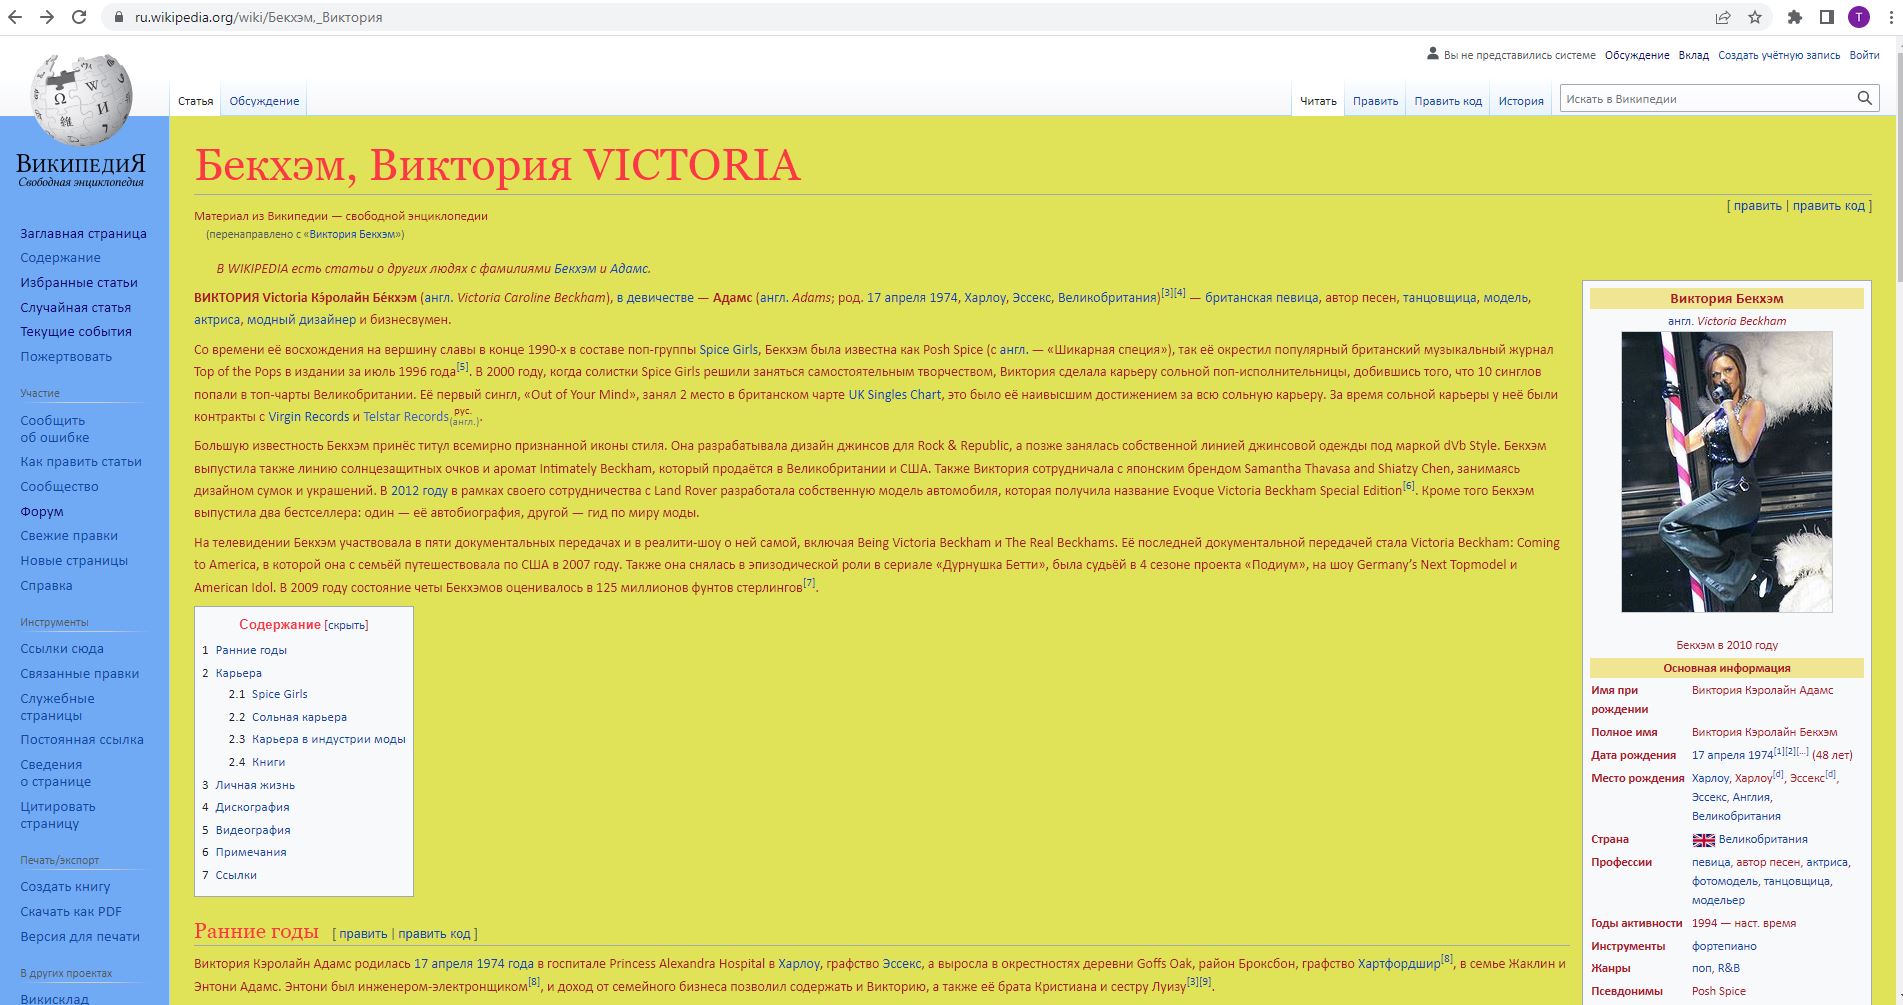 ru.wikipedia.org/wiki/Бекхэм,_Виктория
T
Вы не представились системе Обсуждение Вклад Создать учётную запись Войти
Статья Обсуждение Читать Править Править код История Искать в Википедии
ВикипедиЯ
Свободная энциклопедия
Заглавная страница
Содержание
Избранные статьи
Случайная статья
Текущие события
Пожертвовать
Участие
Сообщить
об ошибке
Как править статьи
Сообщество
Форум
Свежие правки
Новые страницы
Справка
Инструменты
Ссылки сюда
Связанные правки
Служебные
страницы
Постоянная ссылка
Сведения
о странице
Цитировать
страницу
Печать/экспорт
Создать книгу
Скачать как PDF
Версия для печати
В других проектах
Викисклад
Бекхэм, Виктория VICTORIA
[ править | править код ]
Материал из Википедии — свободной энциклопедии
(перенаправлено с «Виктория Бекхэм»)
В WIKIPEDIA есть статьи о других людях с фамилиями Бекхэм и Адамс.
ВИКТОРИЯ Victoria Кэ́ролайн Бе́кхэм (англ. Victoria Caroline Beckham), в девичестве — Адамс (англ. Adams; род. 17 апреля 1974, Харлоу, Эссекс, Великобритания)[3][4] — британская певица, автор песен, танцовщица, модель,
актриса, модный дизайнер и бизнесвумен.
Со времени её восхождения на вершину славы в конце 1990-х в составе поп-группы Spice Girls, Бекхэм была известна как Posh Spice (с англ. — «Шикарная специя»), так её окрестил популярный британский музыкальный журнал
Top of the Pops в издании за июль 1996 года[5]. В 2000 году, когда солистки Spice Girls решили заняться самостоятельным творчеством, Виктория сделала карьеру сольной поп-исполнительницы, добившись того, что 10 синглов
попали в топ-чарты Великобритании. Её первый сингл, «Out of Your Mind», занял 2 место в британском чарте UK Singles Chart, это было её наивысшим достижением за всю сольную карьеру. За время сольной карьеры у неё были
контракты с Virgin Records и Telstar Records рус. (англ.).
Большую известность Бекхэм принёс титул всемирно признанной иконы стиля. Она разрабатывала дизайн джинсов для Rock & Republic, а позже занялась собственной линией джинсовой одежды под маркой dVb Style. Бекхэм
выпустила также линию солнцезащитных очков и аромат Intimately Beckham, который продаётся в Великобритании и США. Также Виктория сотрудничала с японским брендом Samantha Thavasa and Shiatzy Chen, занимаясь
дизайном сумок и украшений. В 2012 году в рамках своего сотрудничества с Land Rover разработала собственную модель автомобиля, которая получила название Evoque Victoria Beckham Special Edition[6]. Кроме того Бекхэм
выпустила два бестселлера: один — её автобиография, другой — гид по миру моды.
На телевидении Бекхэм участвовала в пяти документальных передачах и в реалити-шоу о ней самой, включая Being Victoria Beckham и The Real Beckhams. Её последней документальной передачей стала Victoria Beckham: Coming
to America, в которой она с семьёй путешествовала по США в 2007 году. Также она снялась в эпизодической роли в сериале «Дурнушка Бетти», была судьёй в 4 сезоне проекта «Подиум», на шоу Germany’s Next Topmodel и
American Idol. В 2009 году состояние четы Бекхэмов оценивалось в 125 миллионов фунтов стерлингов[7].
Содержание [скрыть]
1 Ранние годы
2 Карьера
2.1 Spice Girls
2.2 Сольная карьера
2.3 Карьера в индустрии моды
2.4 Книги
3 Личная жизнь
4 Дискография
5 Видеография
6 Примечания
7 Ссылки
Ранние годы [ править | править код ]
Виктория Кэролайн Адамс родилась 17 апреля 1974 года в госпитале Princess Alexandra Hospital в Харлоу, графство Эссекс, а выросла в окрестностях деревни Goffs Oak, район Броксбон, графство Хартфордшир[8], в семье Жаклин и
Энтони Адамс. Энтони был инженером-электронщиком[8], и доход от семейного бизнеса позволил содержать и Викторию, а также её брата Кристиана и сестру Луизу[3][9].
Виктория Бекхэм
англ. Victoria Beckham
Бекхэм в 2010 году
Основная информация
Имя при Виктория Кэролайн Адамс
рождении
Полное имя Виктория Кэролайн Бекхэм
Дата рождения 17 апреля 1974[1][2][…] (48 лет)
Место рождения Харлоу, Харлоу[d], Эссекс[d],
Эссекс, Англия,
Великобритания
Страна Великобритания
Профессии певица, автор песен, актриса,
фотомодель, танцовщица,
модельер
Годы активности 1994 — наст. время
Инструменты фортепиано
Жанры поп, R&B
Псевдонимы Posh Spice